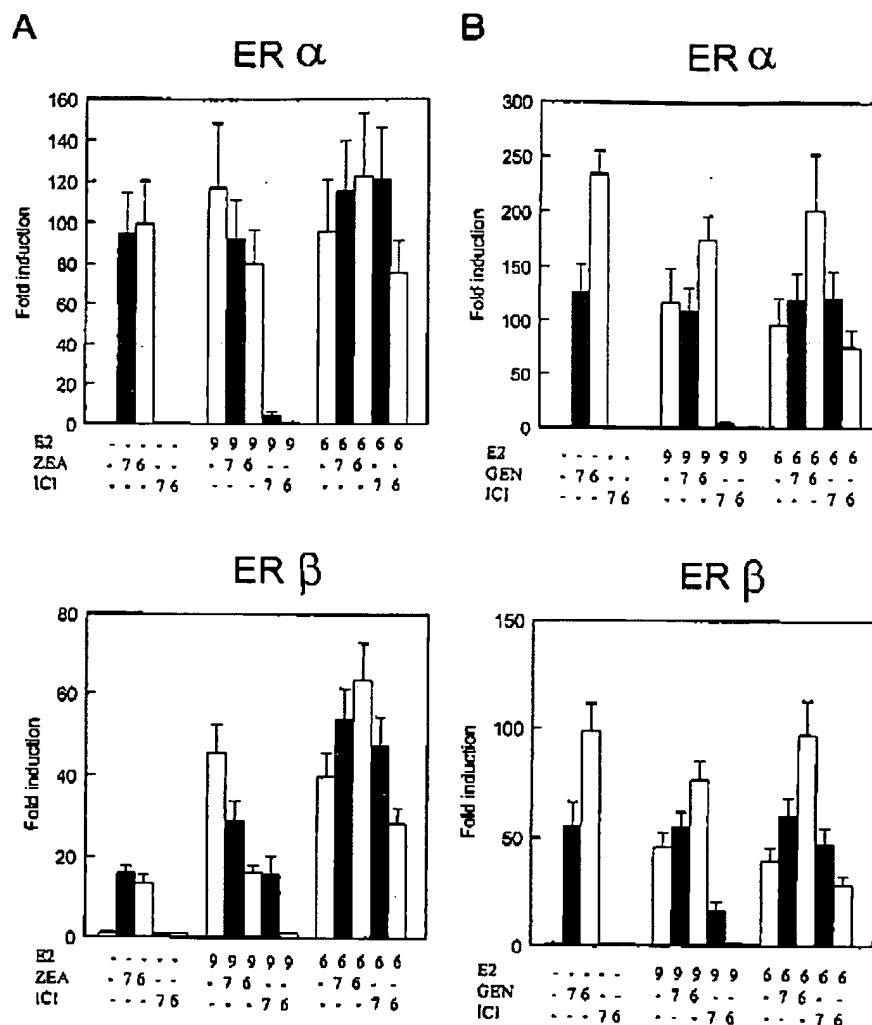 A
ER α
160
140
120
100
80
60
40
20
0
Fold induction
E2 - - - - - 9 9 9 9 9 6 6 6 6 6
ZEA - 7 6 - - - 7 6 - - - 7 6 - -
ICI - - - 7 6 - - - 7 6 - - - 7 6
B
ER α
300
250
200
150
100
50
0
Fold induction
E2 - - - - - 9 9 9 9 9 6 6 6 6 6
GEN - 7 6 - - - 7 6 - - - 7 6 - -
ICI - - - 7 6 - - - 7 6 - - - 7 6
ER β
80
60
40
20
0
Fold induction
E2 - - - - - 9 9 9 9 9 6 6 6 6 6
ZEA - 7 6 - - - 7 6 - - - 7 6 - -
ICI - - - 7 6 - - - 7 6 - - - 7 6
ER β
150
100
50
0
Fold induction
E2 - - - - - 9 9 9 9 9 6 6 6 6 6
GEN - 7 6 - - - 7 6 - - - 7 6 - -
ICI - - - 7 6 - - - 7 6 - - - 7 6